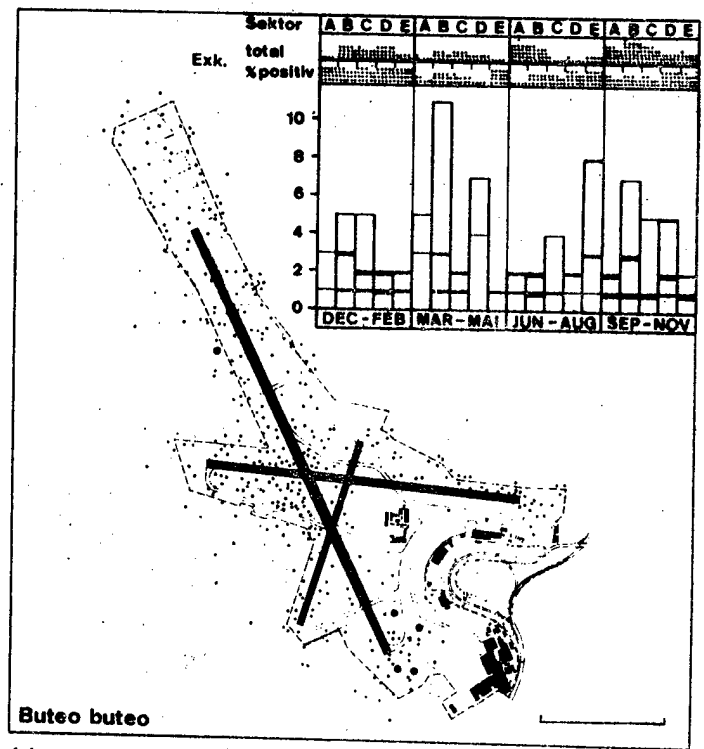 Sektor A B C D E A B C D E A B C D E A B C D E
Exk. total
% positiv
10
8
6
4
2
0
DEC - FEB MAR - MAI JUN - AUG SEP - NOV
Buteo buteo